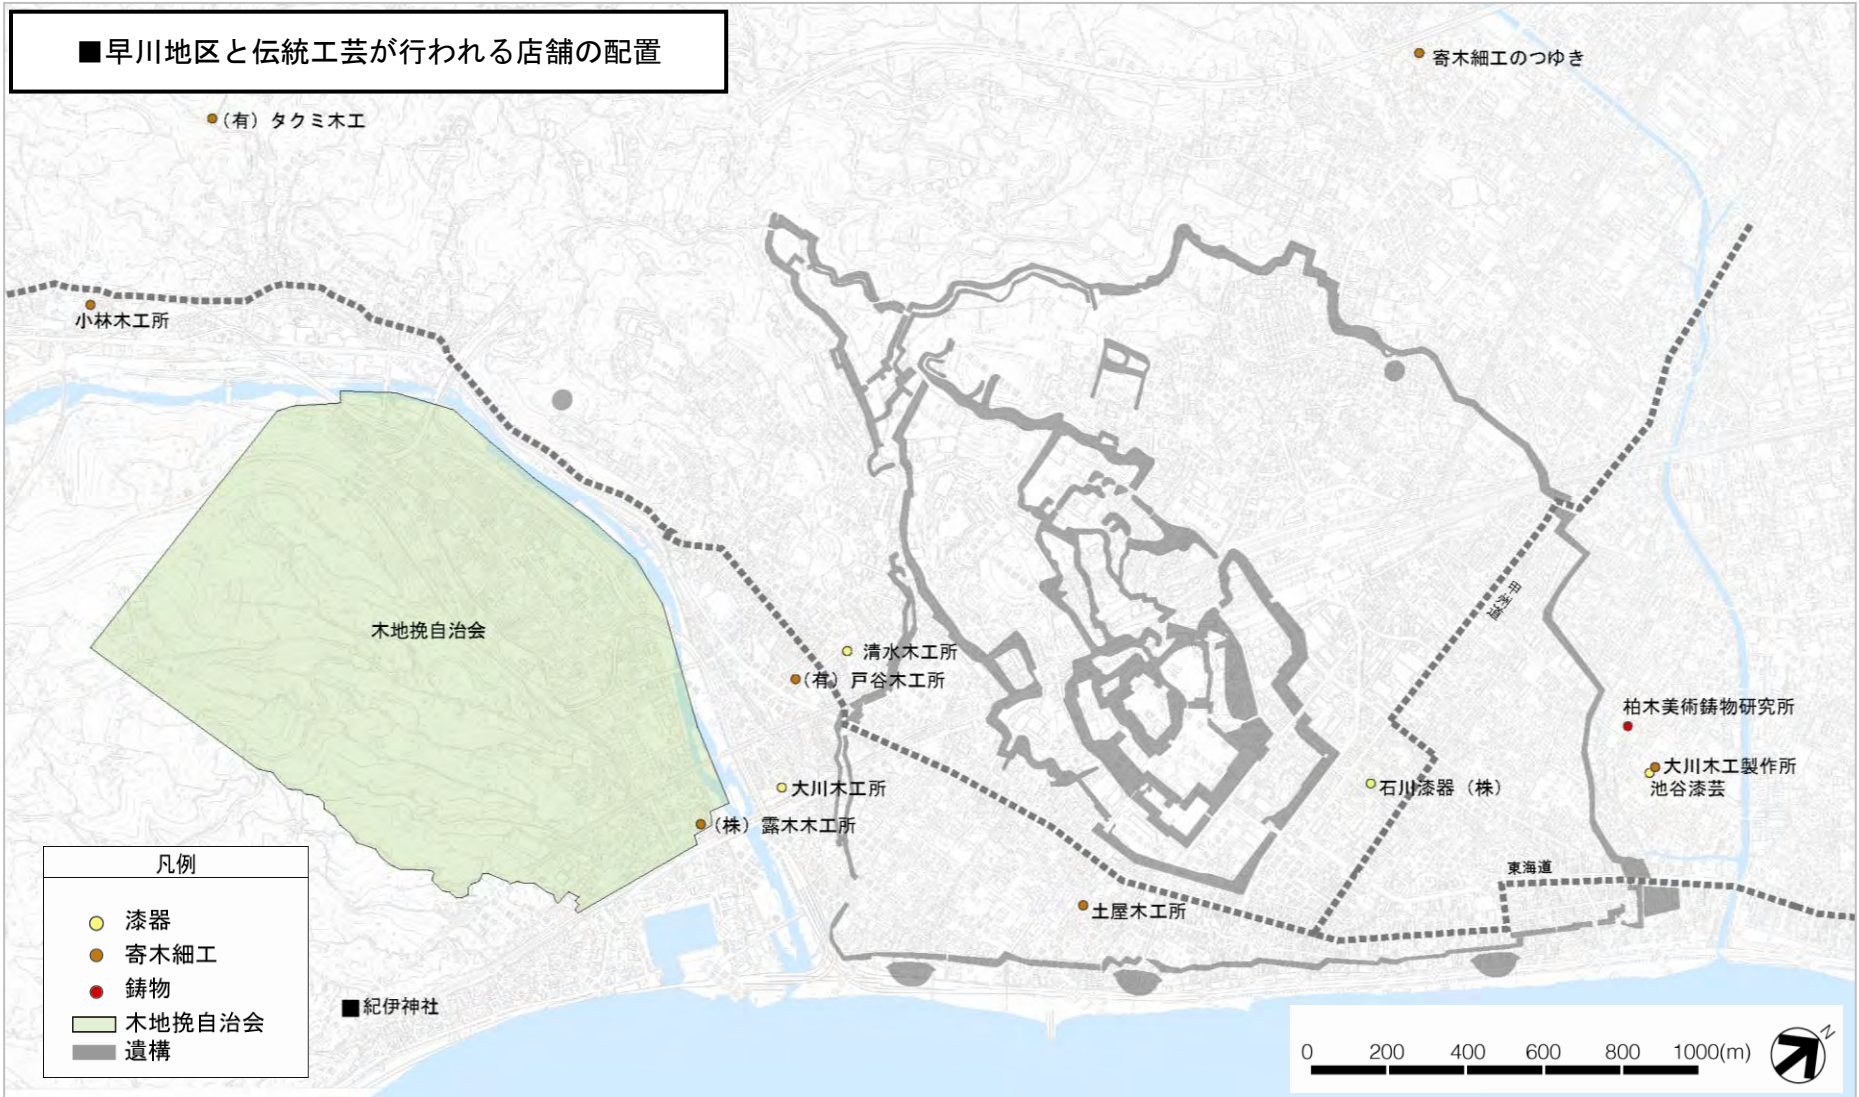 ■早川地区と伝統工芸が行われる店舗の配置
寄木細工のつゆき
(有)タクミ木工
小林木工所
木地挽自治会
清水木工所
(有)戸谷木工所
大川木工所
(株)露木木工所
甲州道
柏木美術鋳物研究所
大川木工製作所
池谷漆芸
石川漆器(株)
東海道
土屋木工所
紀伊神社
凡例
漆器
寄木細工
鋳物
木地挽自治会
遺構
0 200 400 600 800 1000(m)
N